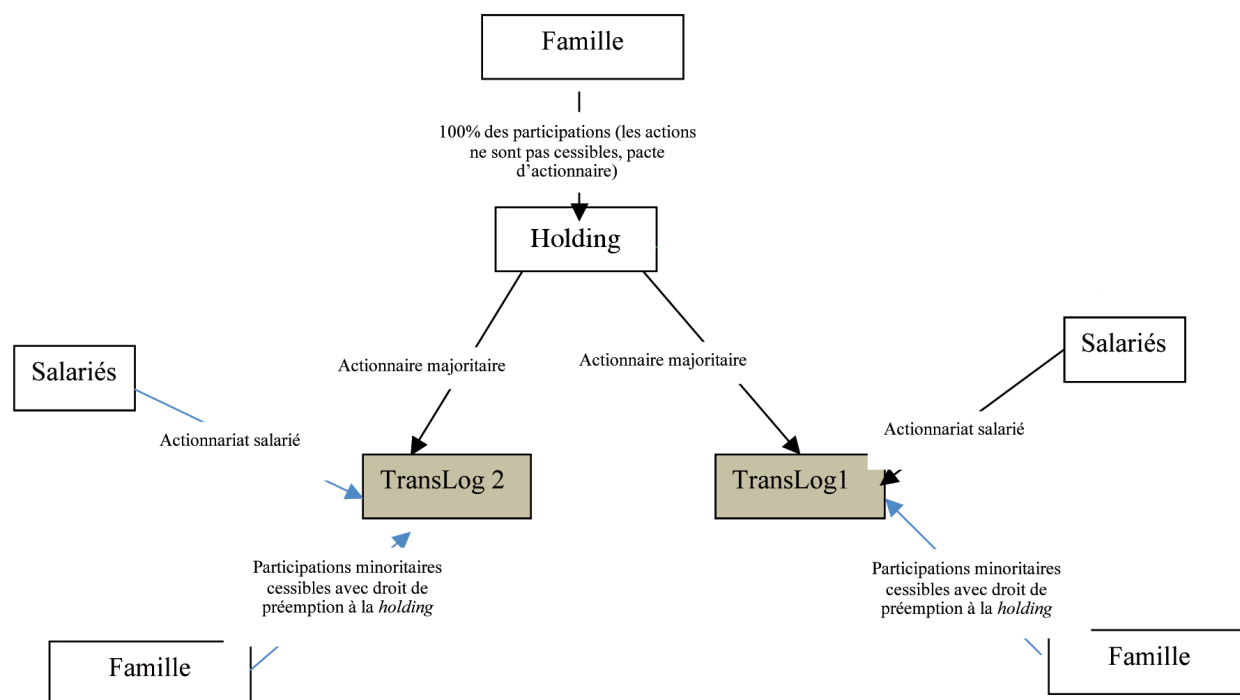 Famille
100% des participations (les actions
ne sont pas cessibles, pacte
d’actionnaire)
Holding
Salariés
Actionnaire majoritaire
Actionnaire majoritaire
Salariés
Actionnariat salarié
Actionnariat salarié
TransLog 2
TransLog1
Participations minoritaires
cessibles avec droit de
préemption à la holding
Participations minoritaires
cessibles avec droit de
préemption à la holding
Famille
Famille